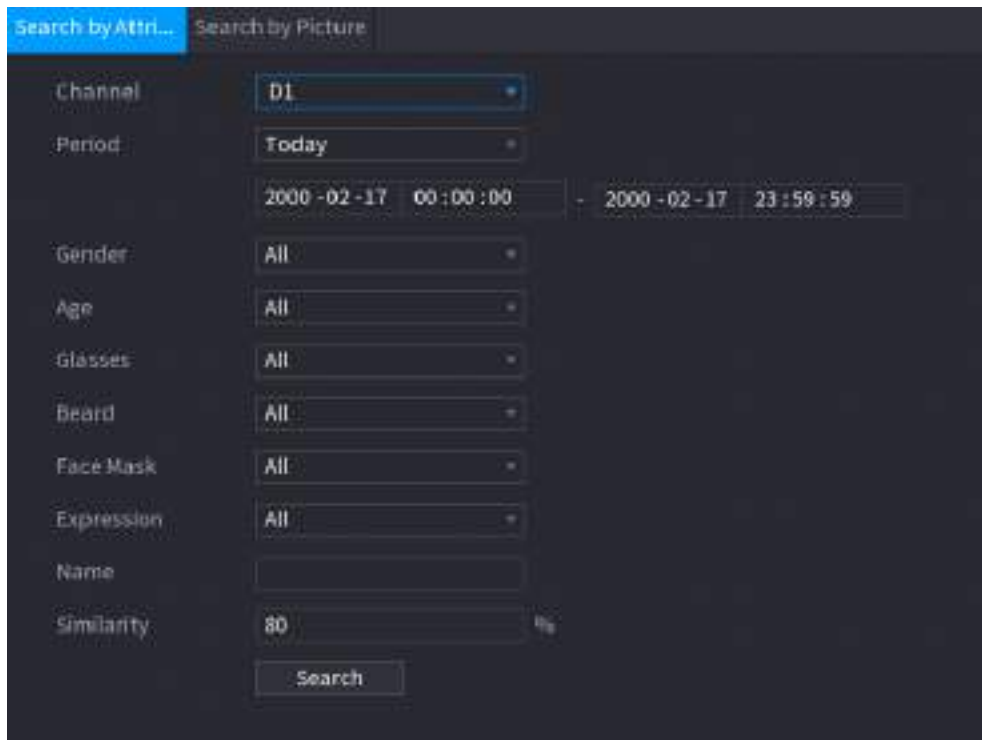 Search by Attri... Search by Picture
Channel D1
Period Today
2000 -02 -17 00 :00 :00 - 2000 -02 -17 23 :59 :59
Gender All
Age All
Glasses All
Beard All
Face Mask All
Expression All
Name
Similarity 80 %
Search